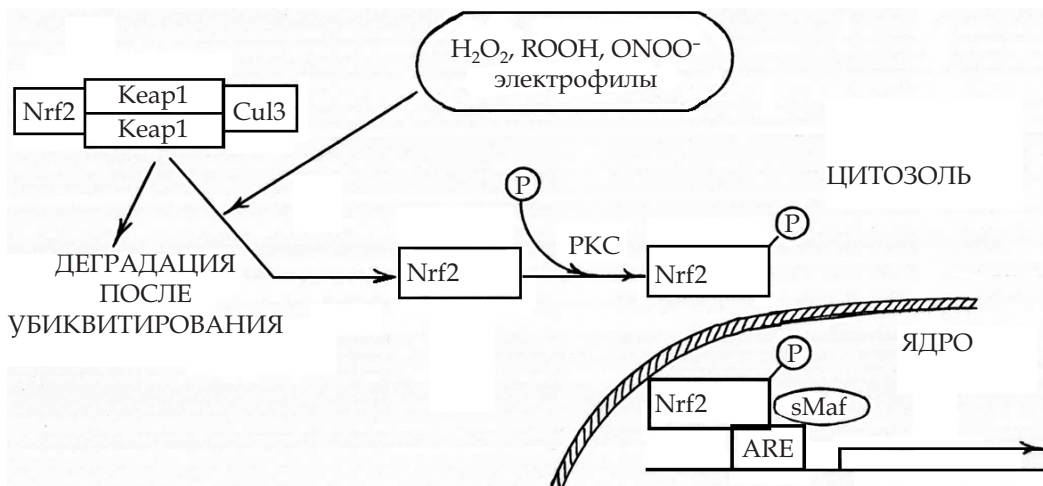 H₂O₂, ROOH, ONOO⁻
электрофилы
Nrf2
Keap1
Keap1
Cul3
ЦИТОЗОЛЬ
P
PKC
P
Nrf2
Nrf2
ДЕГРАДАЦИЯ
ПОСЛЕ
УБИКВИТИРОВАНИЯ
ЯДРО
P
Nrf2
sMaf
ARE